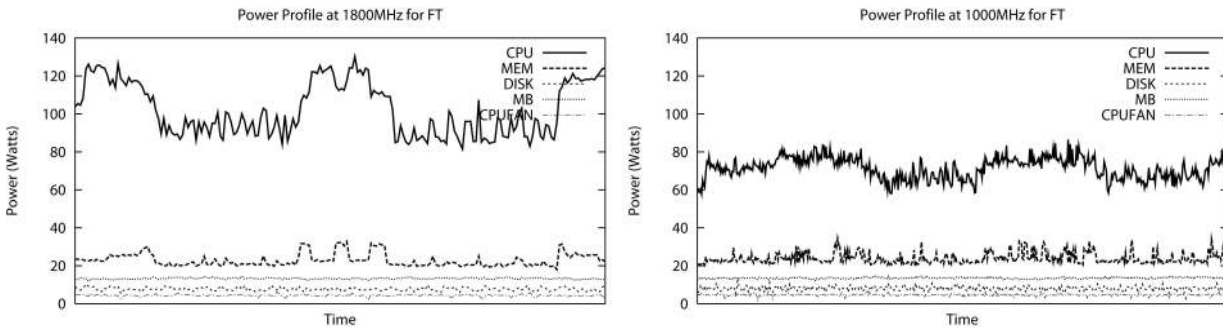 Power Profile at 1800MHz for FT
140
120
100
80
60
40
20
0
Power (Watts)
Time
CPU
MEM
DISK
MB
CPUFAN
Power Profile at 1000MHz for FT
140
120
100
80
60
40
20
0
Power (Watts)
Time
CPU
MEM
DISK
MB
CPUFAN